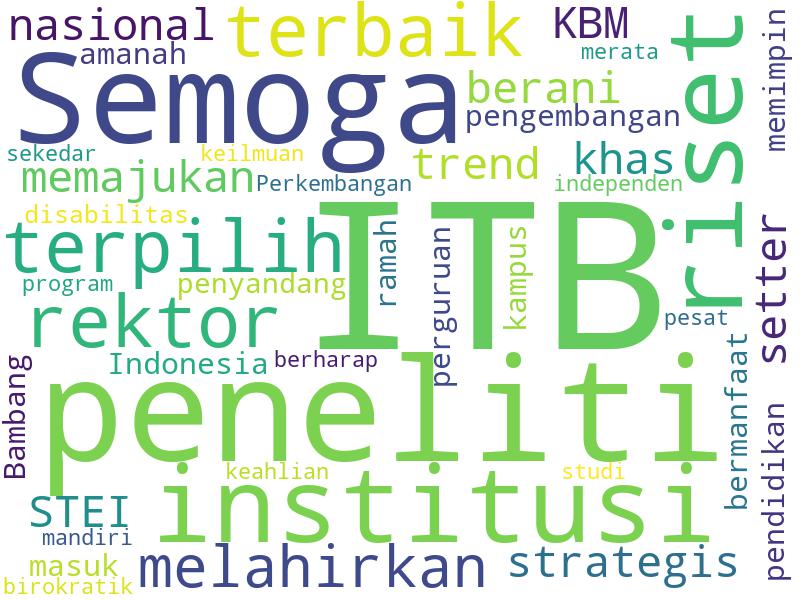 nasional
terbaik
KBM
riset
memimpin
amanah
merata
Semoga
berani
pengembangan
sekedar
keilmuan
trend
khas
memajukan
Perkembangan
independen
disabilitas
terpilih
ITB
ramah
perguruan
kampus
setter
program
penyandang
rektor
pesat
Indonesia
berharap
Bambang
peneliti
bermanfaat
pendidikan
keahlian
studi
institusi
STEI
mandiri
masuk
melahirkan
strategis
birokratik